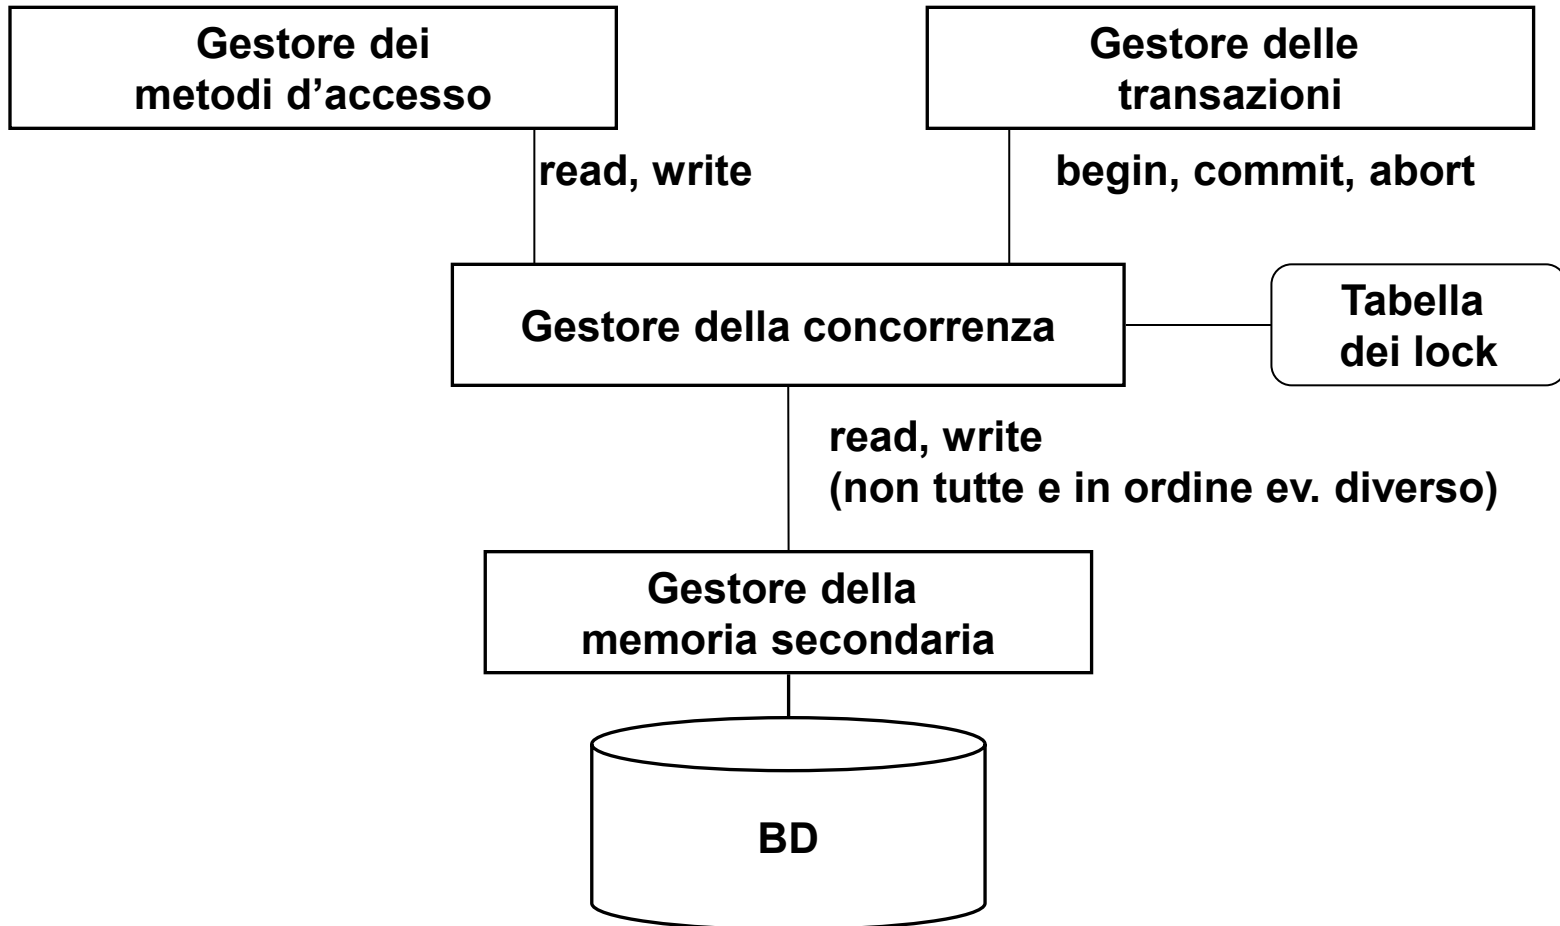 Gestore dei
metodi d’accesso
Gestore delle
transazioni
read, write
begin, commit, abort
Gestore della concorrenza
Tabella
dei lock
read, write
(non tutte e in ordine ev. diverso)
Gestore della
memoria secondaria
BD